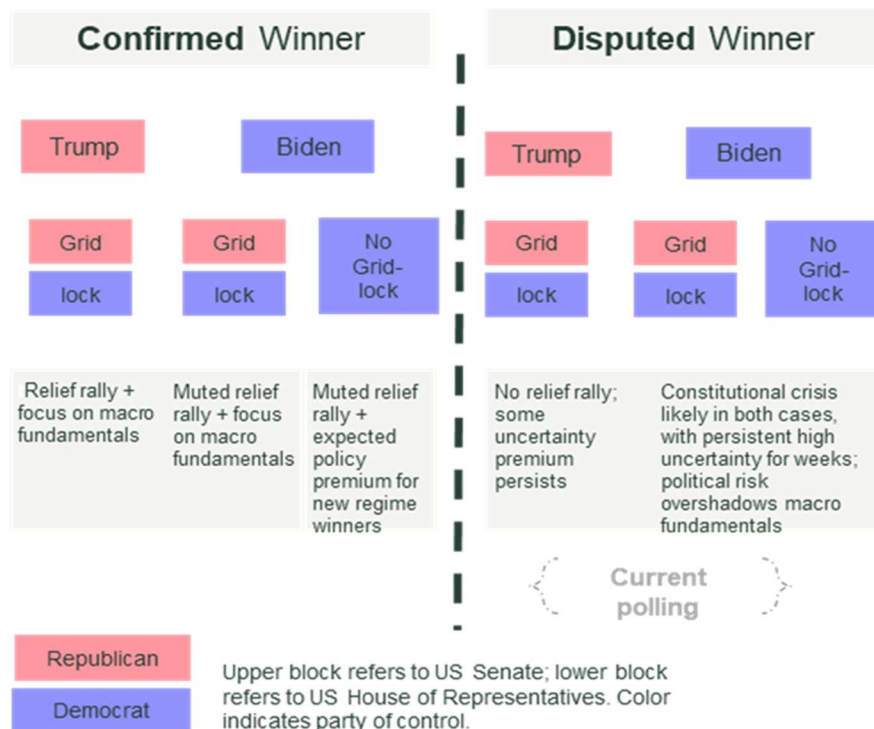 Confirmed Winner
Disputed Winner
Trump
Biden
Trump
Biden
Grid
lock
Grid
lock
No
Grid-
lock
Grid
lock
Grid
lock
No
Grid-
lock
Relief rally +
focus on macro
fundamentals
Muted relief
rally + focus
on macro
fundamentals
Muted relief
rally +
expected
policy
premium for
new regime
winners
No relief rally;
some
uncertainty
premium
persists
Constitutional crisis
likely in both cases,
with persistent high
uncertainty for weeks;
political risk
overshadows macro
fundamentals
Current
polling
Republican
Democrat
Upper block refers to US Senate; lower block
refers to US House of Representatives. Color
indicates party of control.